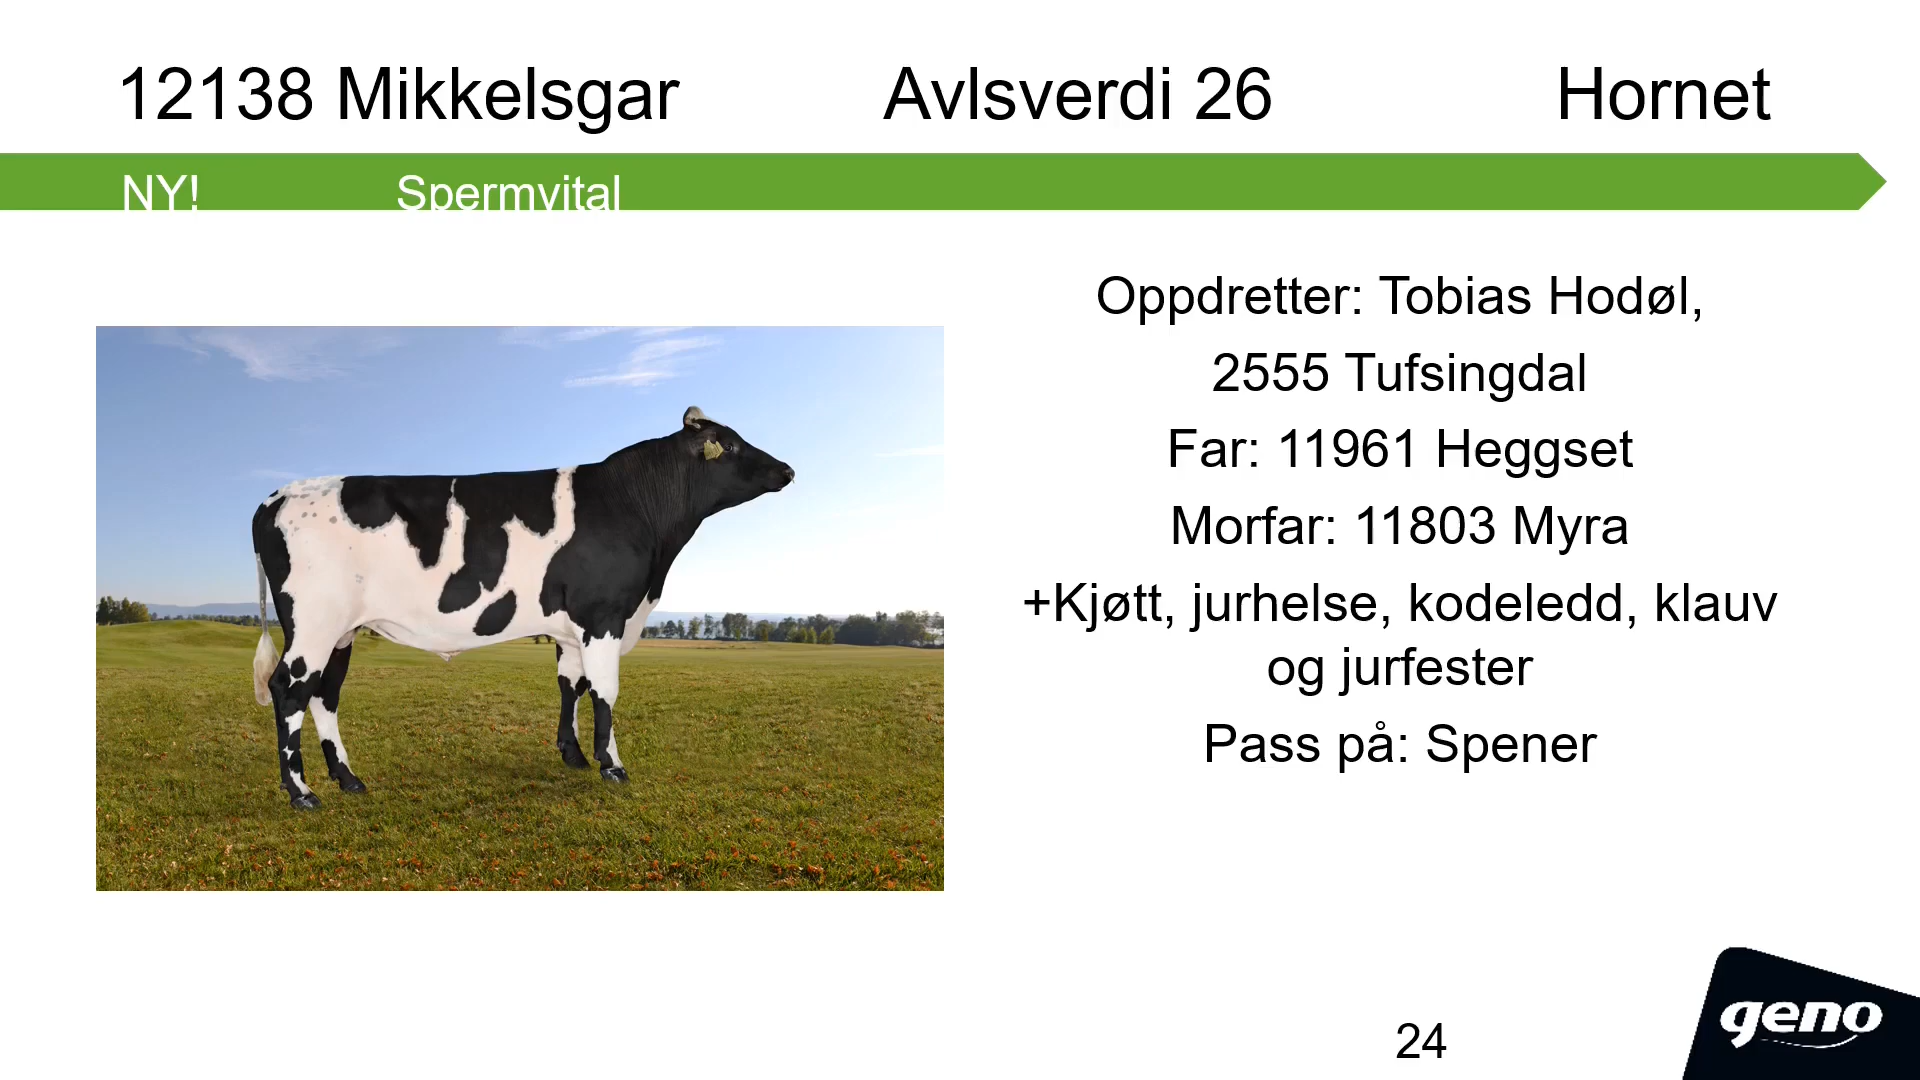 12138 Mikkelsgar Avlsverdi 26 Hornet
NY! Spermvital
Oppdretter: Tobias Hodøl,
2555 Tufsingdal
Far: 11961 Heggset
Morfar: 11803 Myra
+Kjøtt, jurhelse, kodeledd, klauv
og jurfester
Pass på: Spener
24
geno